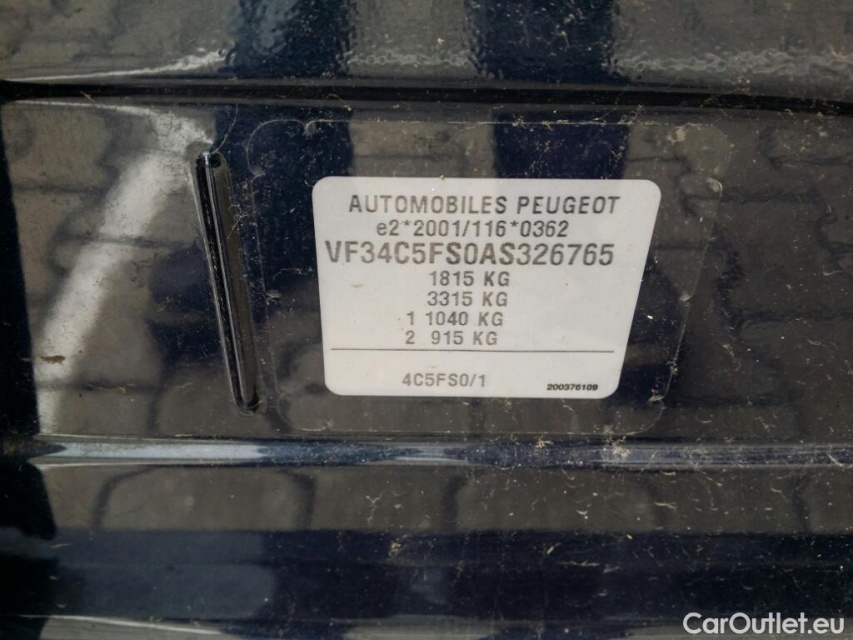 AUTOMOBILES PEUGEOT
e2*2001/116*0362
VF34C5FS0AS326765
1815 KG
3315 KG
1 1040 KG
2 915 KG
4C5FS0/1
200376109
CarOutlet.eu